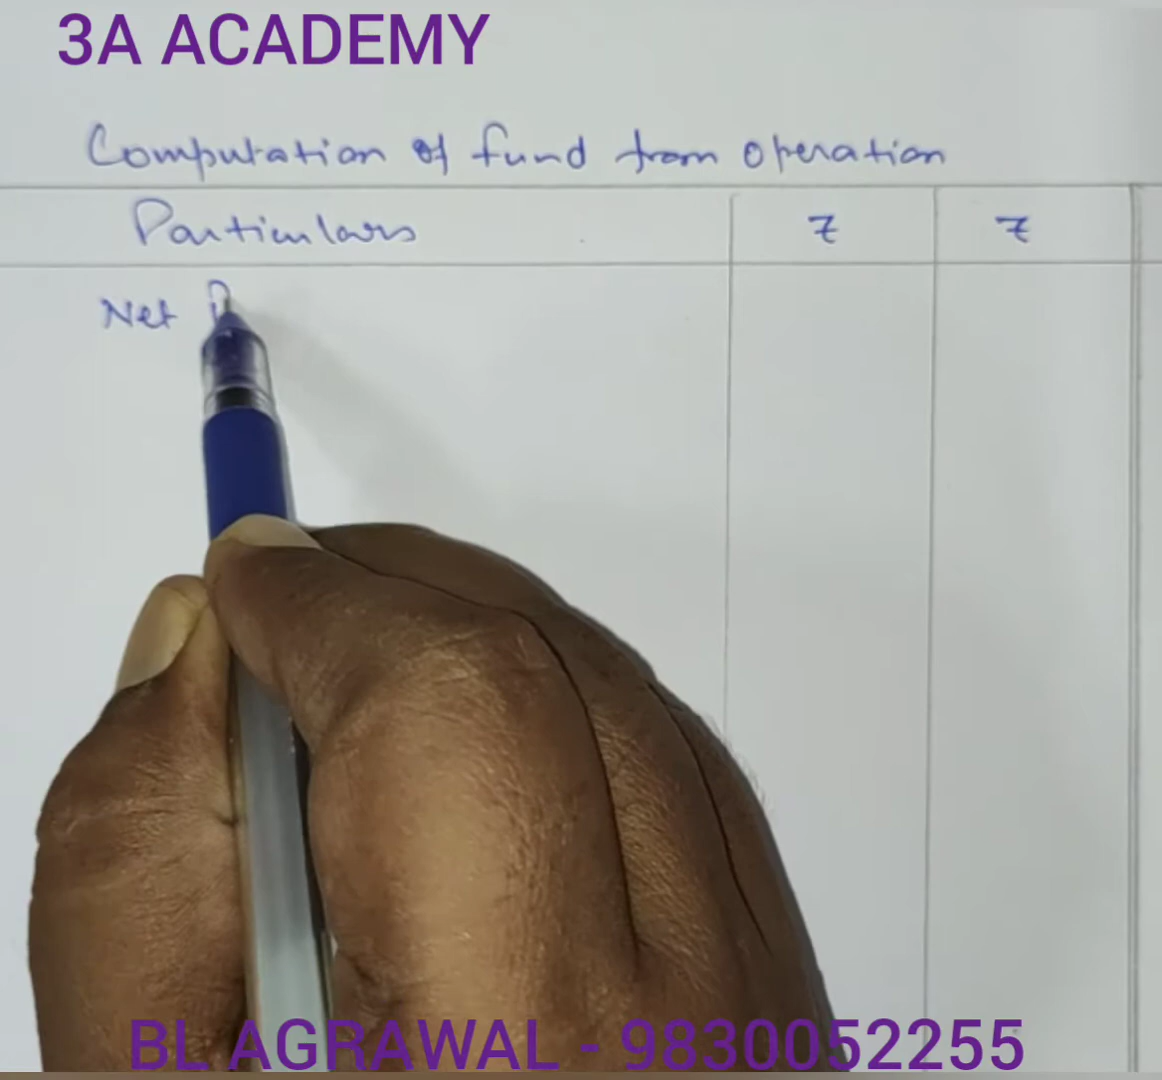 3A ACADEMY
Computation of fund from operation
Particulars ₹ ₹
Net P
BL AGRAWAL - 9830052255